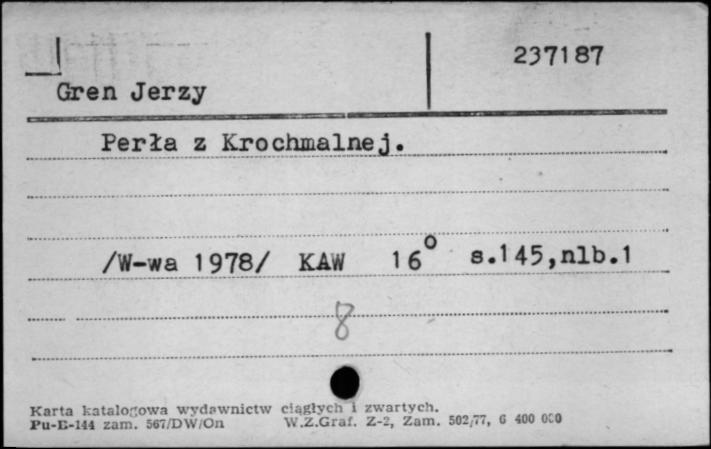 237187
Gren Jerzy
Perła z Krochmalnej.
/W-wa 1978/ KAW 16° s.145,nlb.1
8
Karta katalogowa wydawnictw ciągłych i zwartych.
Pu-E-144 zam. 567/DW/On W.Z.Graf. Z-2, Zam. 502/77, 6 400 000